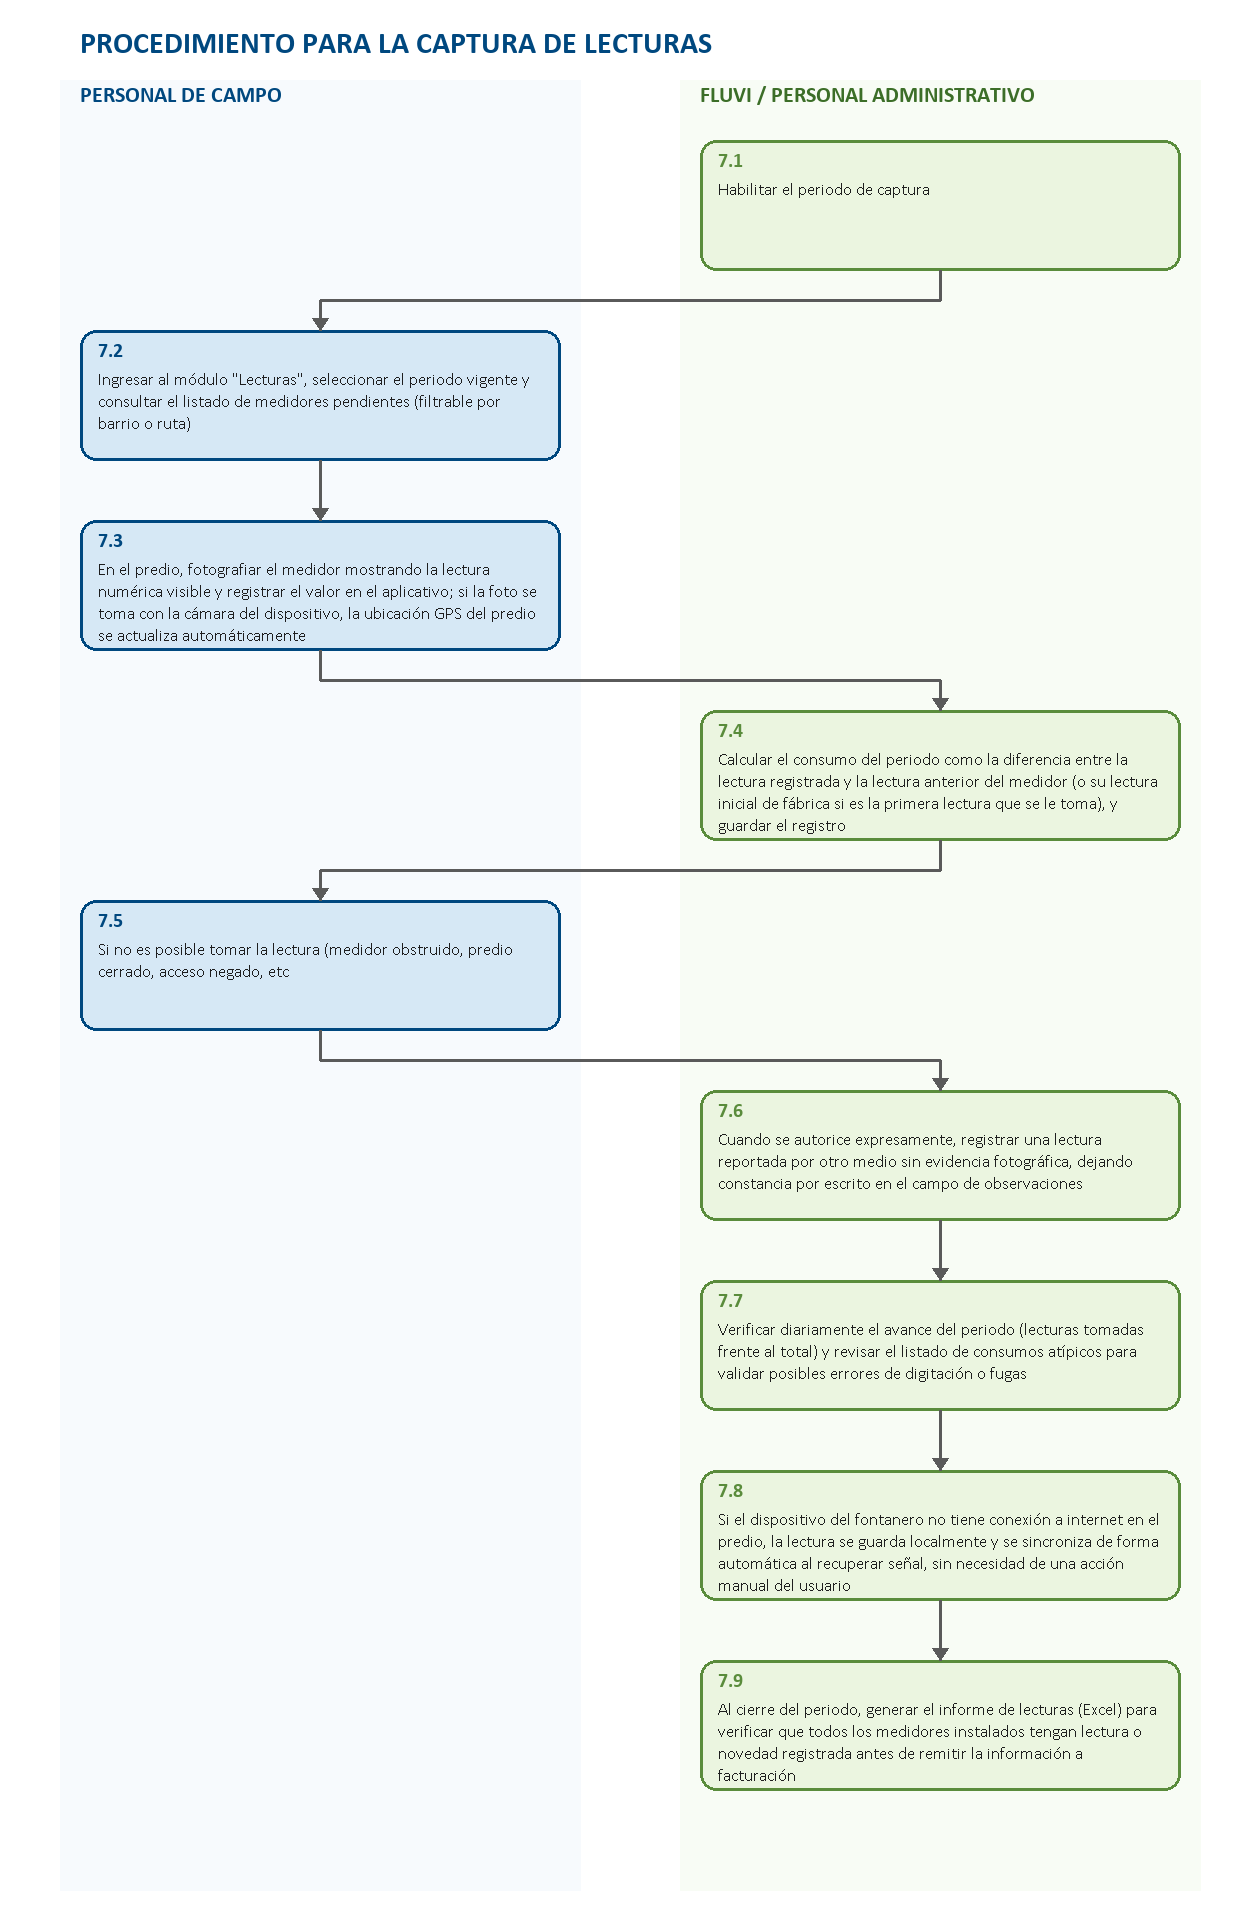 PROCEDIMIENTO PARA LA CAPTURA DE LECTURAS
PERSONAL DE CAMPO
FLUVI / PERSONAL ADMINISTRATIVO
7.1
Habilitar el periodo de captura
7.2
Ingresar al módulo "Lecturas", seleccionar el periodo vigente y
consultar el listado de medidores pendientes (filtrable por
barrio o ruta)
7.3
En el predio, fotografiar el medidor mostrando la lectura
numérica visible y registrar el valor en el aplicativo; si la foto se
toma con la cámara del dispositivo, la ubicación GPS del predio
se actualiza automáticamente
7.4
Calcular el consumo del periodo como la diferencia entre la
lectura registrada y la lectura anterior del medidor (o su lectura
inicial de fábrica si es la primera lectura que se le toma), y
guardar el registro
7.5
Si no es posible tomar la lectura (medidor obstruido, predio
cerrado, acceso negado, etc
7.6
Cuando se autorice expresamente, registrar una lectura
reportada por otro medio sin evidencia fotográfica, dejando
constancia por escrito en el campo de observaciones
7.7
Verificar diariamente el avance del periodo (lecturas tomadas
frente al total) y revisar el listado de consumos atípicos para
validar posibles errores de digitación o fugas
7.8
Si el dispositivo del fontanero no tiene conexión a internet en el
predio, la lectura se guarda localmente y se sincroniza de forma
automática al recuperar señal, sin necesidad de una acción
manual del usuario
7.9
Al cierre del periodo, generar el informe de lecturas (Excel) para
verificar que todos los medidores instalados tengan lectura o
novedad registrada antes de remitir la información a
facturación